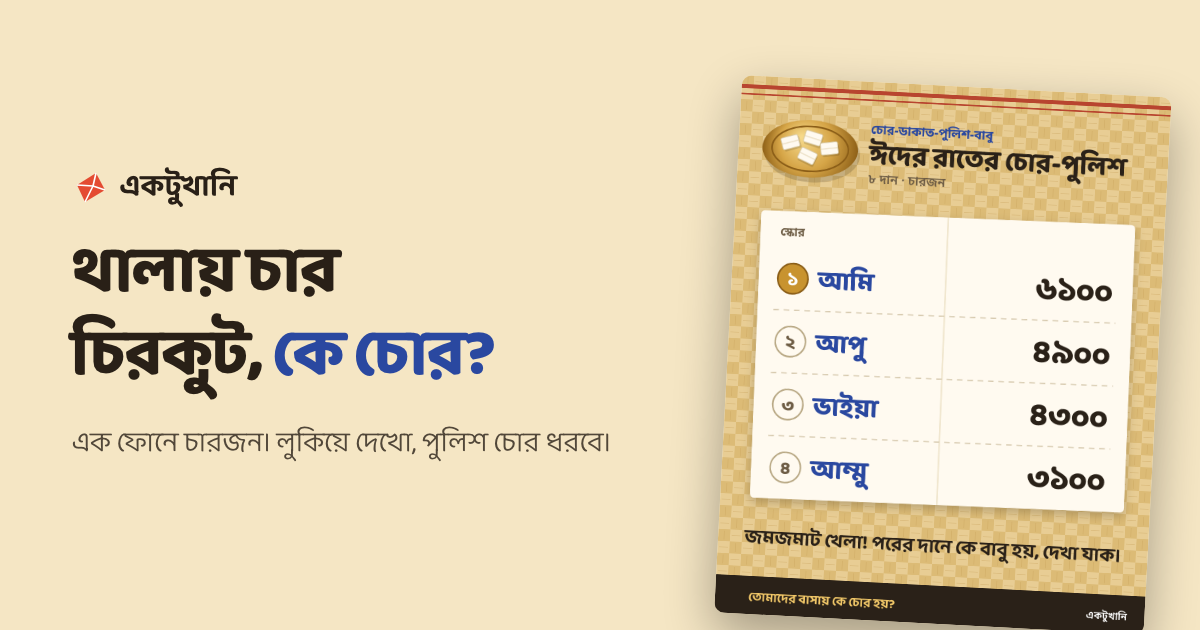 একটুখানি
থালায় চার
চিরকুট, কে চোর?
এক ফোনে চারজন। লুকিয়ে দেখো, পুলিশ চোর ধরবে।
চোর-ডাকাত-পুলিশ-বাবু
ঈদের রাতের চোর-পুলিশ
৮ দান · চারজন
স্কোর
১ আমি ৬১০০
২ আপু ৪৯০০
৩ ভাইয়া ৪৩০০
৪ আম্মু ৩১০০
জমজমাট খেলা! পরের দানে কে বাবু হয়, দেখা যাক।
তোমাদের বাসায় কে চোর হয়?
একটুখানি